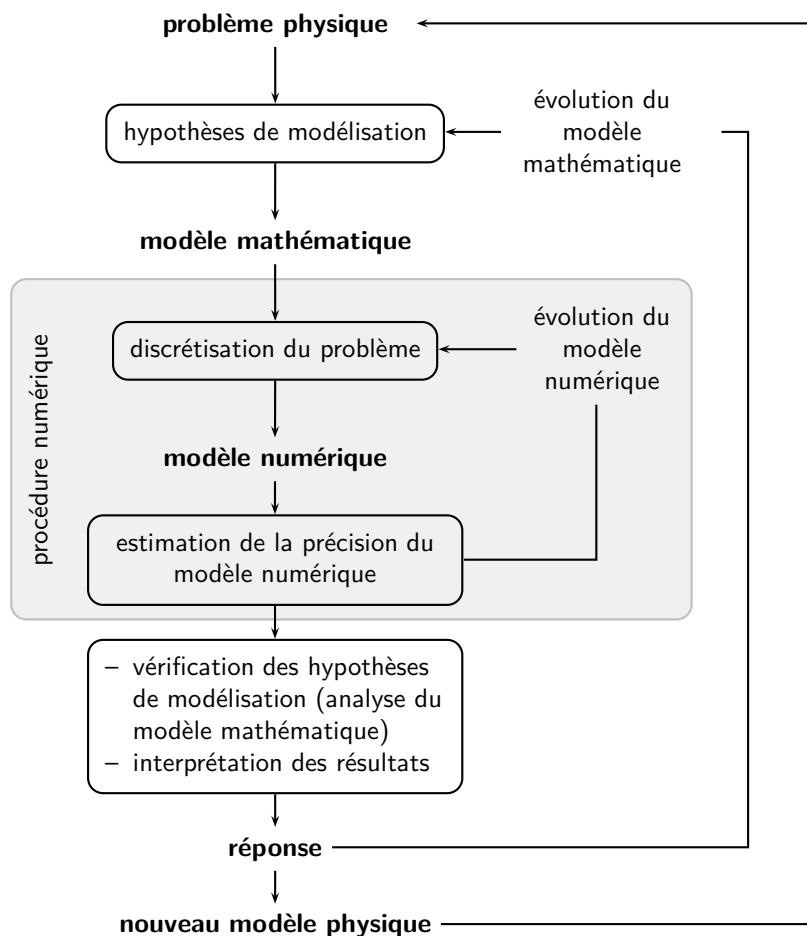 problème physique
évolution du
modèle
mathématique
hypothèses de modélisation
modèle mathématique
procédure numérique
évolution du
modèle
numérique
discrétisation du problème
modèle numérique
estimation de la précision du
modèle numérique
– vérification des hypothèses
de modélisation (analyse du
modèle mathématique)
– interprétation des résultats
réponse
nouveau modèle physique